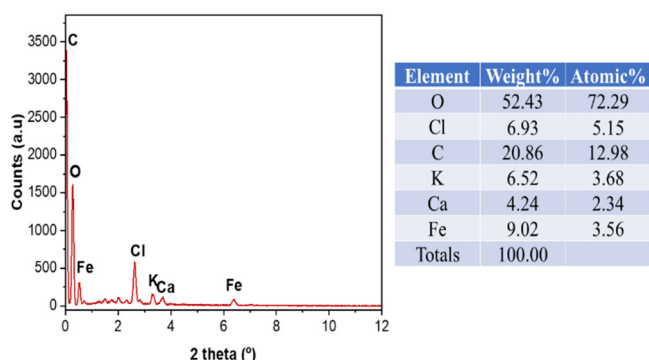 C
3500
3000
2500
2000
1500
1000
500
0
Counts (a.u)
O
Fe
Cl
K
Ca
Fe
0 2 4 6 8 10 12
2 theta (º)
Element Weight% Atomic%
O 52.43 72.29
Cl 6.93 5.15
C 20.86 12.98
K 6.52 3.68
Ca 4.24 2.34
Fe 9.02 3.56
Totals 100.00